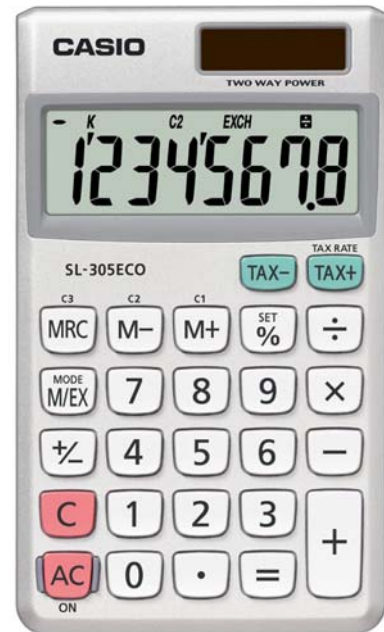 CASIO
TWO WAY POWER
- K C2 EXCH ÷
1'234'567.8
SL-305ECO TAX- TAX RATE TAX+
C3 C2 C1 SET
MRC M- M+ % ÷
MODE
M/EX 7 8 9 ×
+/- 4 5 6 -
C 1 2 3 +
AC 0 · =
ON